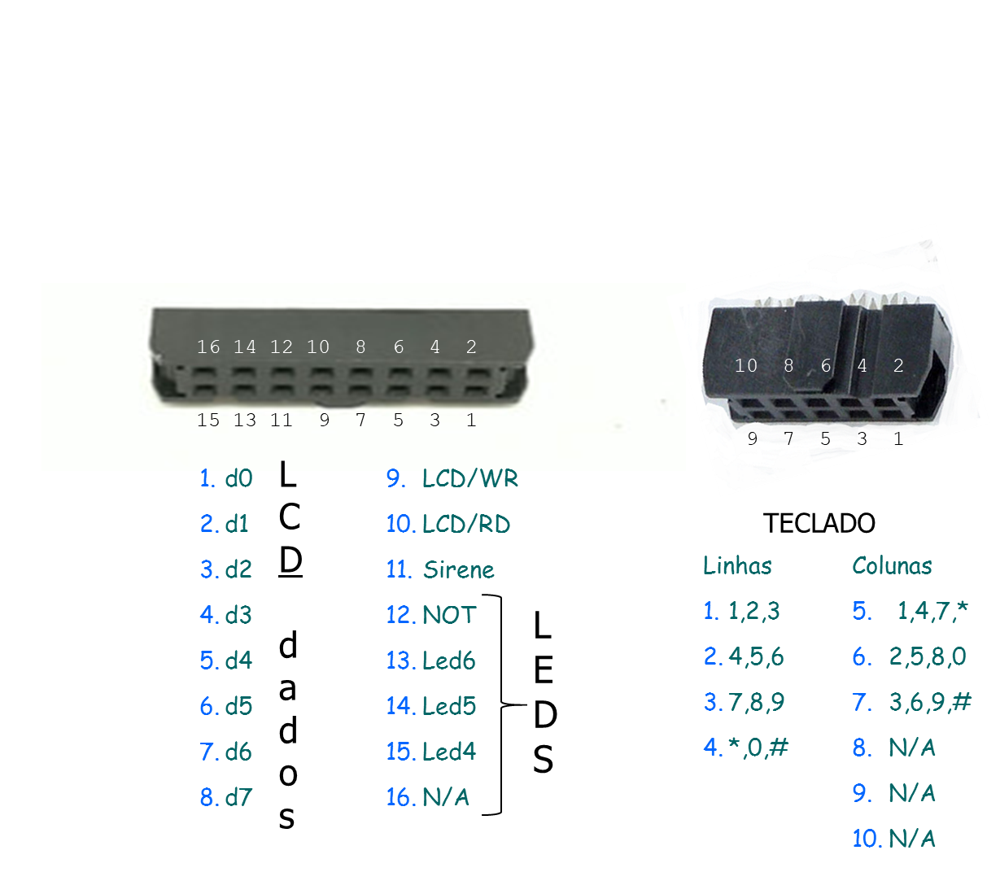 16 14 12 10 8 6 4 2
15 13 11 9 7 5 3 1
10 8 6 4 2
9 7 5 3 1
1. d0
2. d1
3. d2
4. d3
5. d4
6. d5
7. d6
8. d7
L
C
D
d
a
d
o
s
9. LCD/WR
10. LCD/RD
11. Sirene
12. NOT
13. Led6
14. Led5
15. Led4
16. N/A
L
E
D
S
TECLADO
Linhas
1. 1,2,3
2. 4,5,6
3. 7,8,9
4. *,0,#
Colunas
5. 1,4,7,*
6. 2,5,8,0
7. 3,6,9,#
8. N/A
9. N/A
10. N/A